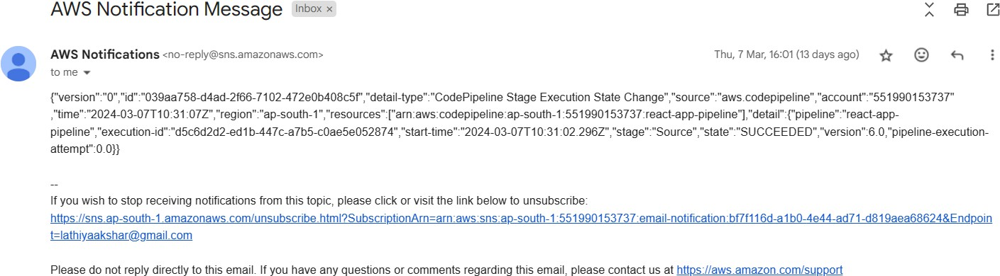 AWS Notification Message Inbox ×
AWS Notifications <no-reply@sns.amazonaws.com> Thu, 7 Mar, 16:01 (13 days ago)
to me
{"version":"0","id":"039aa758-d4ad-2f66-7102-472e0b408c5f","detail-type":"CodePipeline Stage Execution State Change","source":"aws.codepipeline","account":"551990153737"
,"time":"2024-03-07T10:31:07Z","region":"ap-south-1","resources":["arn:aws:codepipeline:ap-south-1:551990153737:react-app-pipeline"],"detail":{"pipeline":"react-app-
pipeline","execution-id":"d5c6d2d2-ed1b-447c-a7b5-c0ae5e052874","start-time":"2024-03-07T10:31:02.296Z","stage":"Source","state":"SUCCEEDED","version":6.0,"pipeline-execution-
attempt":0.0}}
--
If you wish to stop receiving notifications from this topic, please click or visit the link below to unsubscribe:
https://sns.ap-south-1.amazonaws.com/unsubscribe.html?SubscriptionArn=arn:aws:sns:ap-south-1:551990153737:email-notification:bf7f116d-a1b0-4e44-ad71-d819aea68624&Endpoin
t=lathiyaakshar@gmail.com
Please do not reply directly to this email. If you have any questions or comments regarding this email, please contact us at https://aws.amazon.com/support